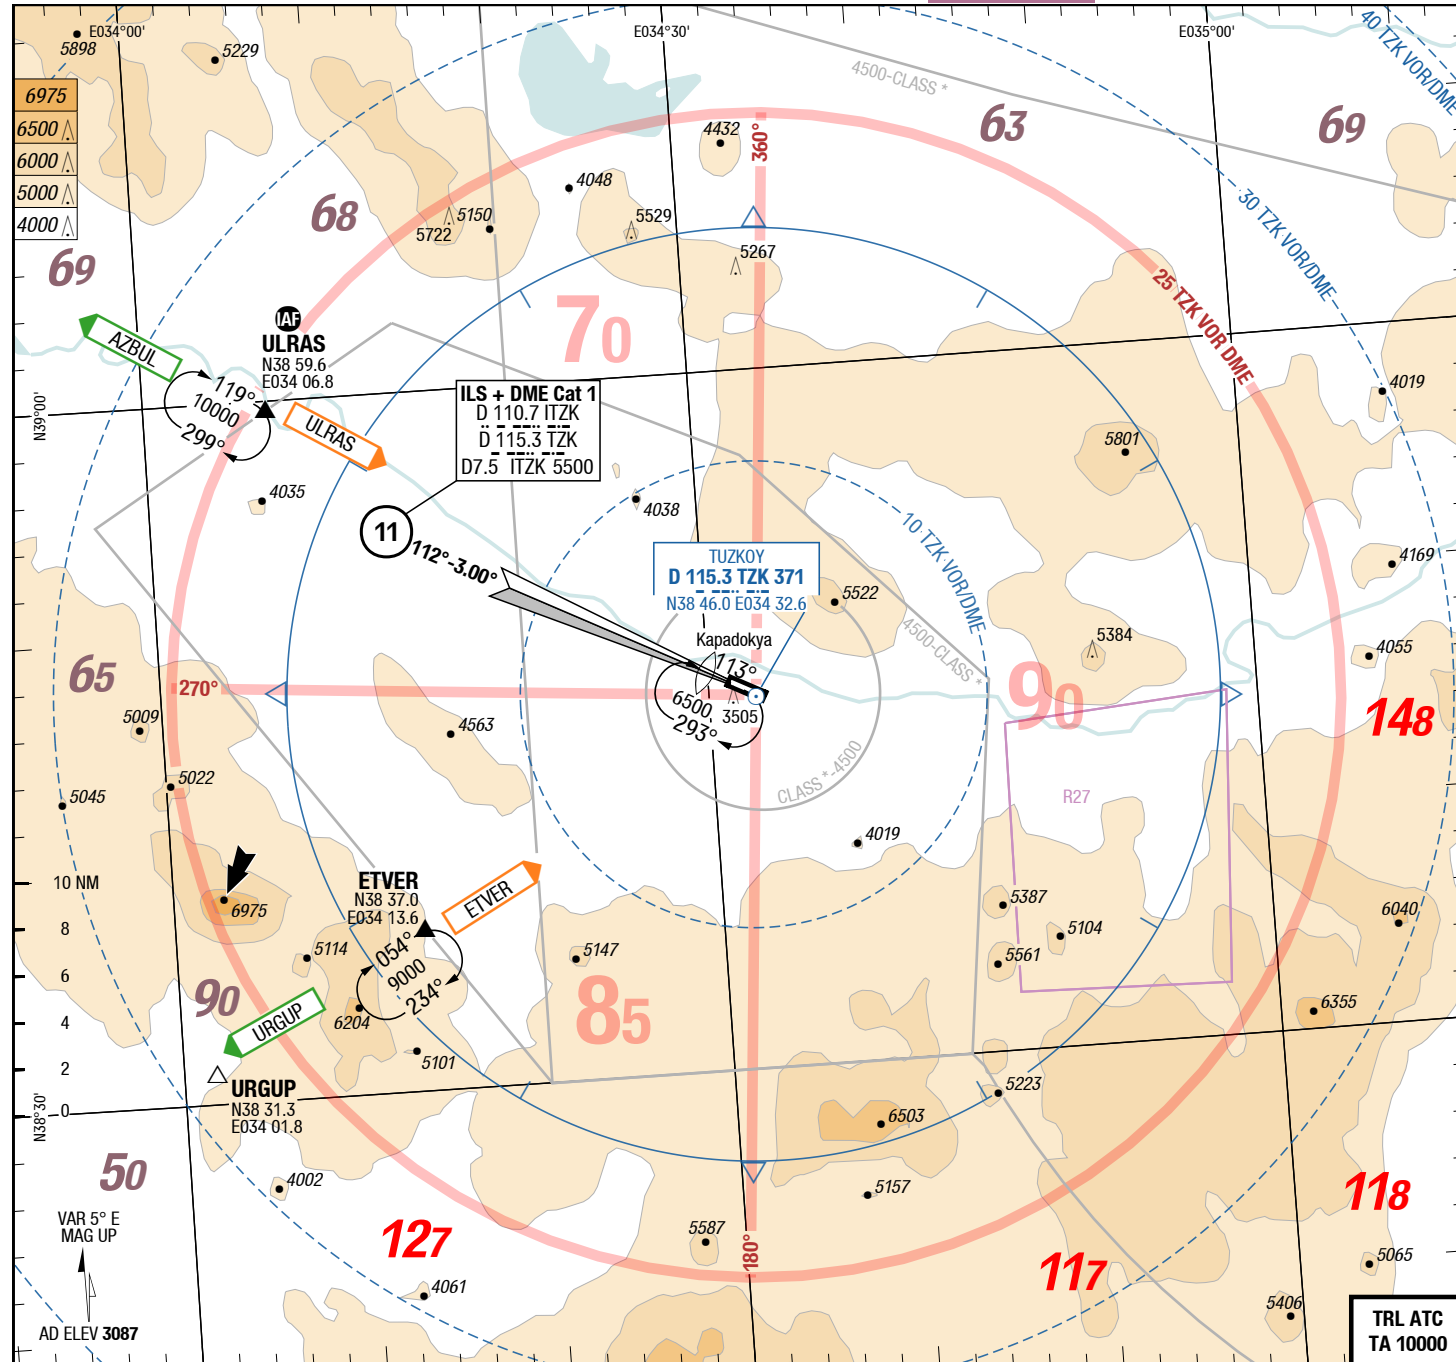 E034°00'
E034°30'
E035°00'
40 TZK VOR/DME
5898
5229
4500-CLASS *
63
69
6975
6500
6000
5000
4000
4432
360°
4048
68
5150
5722
5529
5267
30 TZK VOR/DME
69
25 TZK VOR DME
70
IAF
ULRAS
N38 59.6
E034 06.8
AZBUL
119°
10000
299°
ULRAS
ILS + DME Cat 1
D 110.7 ITZK
D 115.3 TZK
D7.5 ITZK 5500
4019
N39°00'
5801
4035
4038
11
112°-3.00°
10 TZK VOR/DME
TUZKOY
D 115.3 TZK 371
N38 46.0 E034 32.6
4169
5522
4500-CLASS *
Kapadokya
5384
4055
113°
6500
293°
3505
65
270°
90
148
5009
4563
CLASS *-4500
5022
5045
R27
4019
10 NM
8
6
4
2
0
ETVER
N38 37.0
E034 13.6
ETVER
6975
5387
6040
5104
5114
054°
9000
234°
5147
5561
90
85
6355
URGUP
6204
5101
URGUP
N38 31.3
E034 01.8
N38°30'
5223
6503
50
4002
5157
118
VAR 5° E
MAG UP
127
5587
180°
117
5065
4061
5406
AD ELEV 3087
TRL ATC
TA 10000